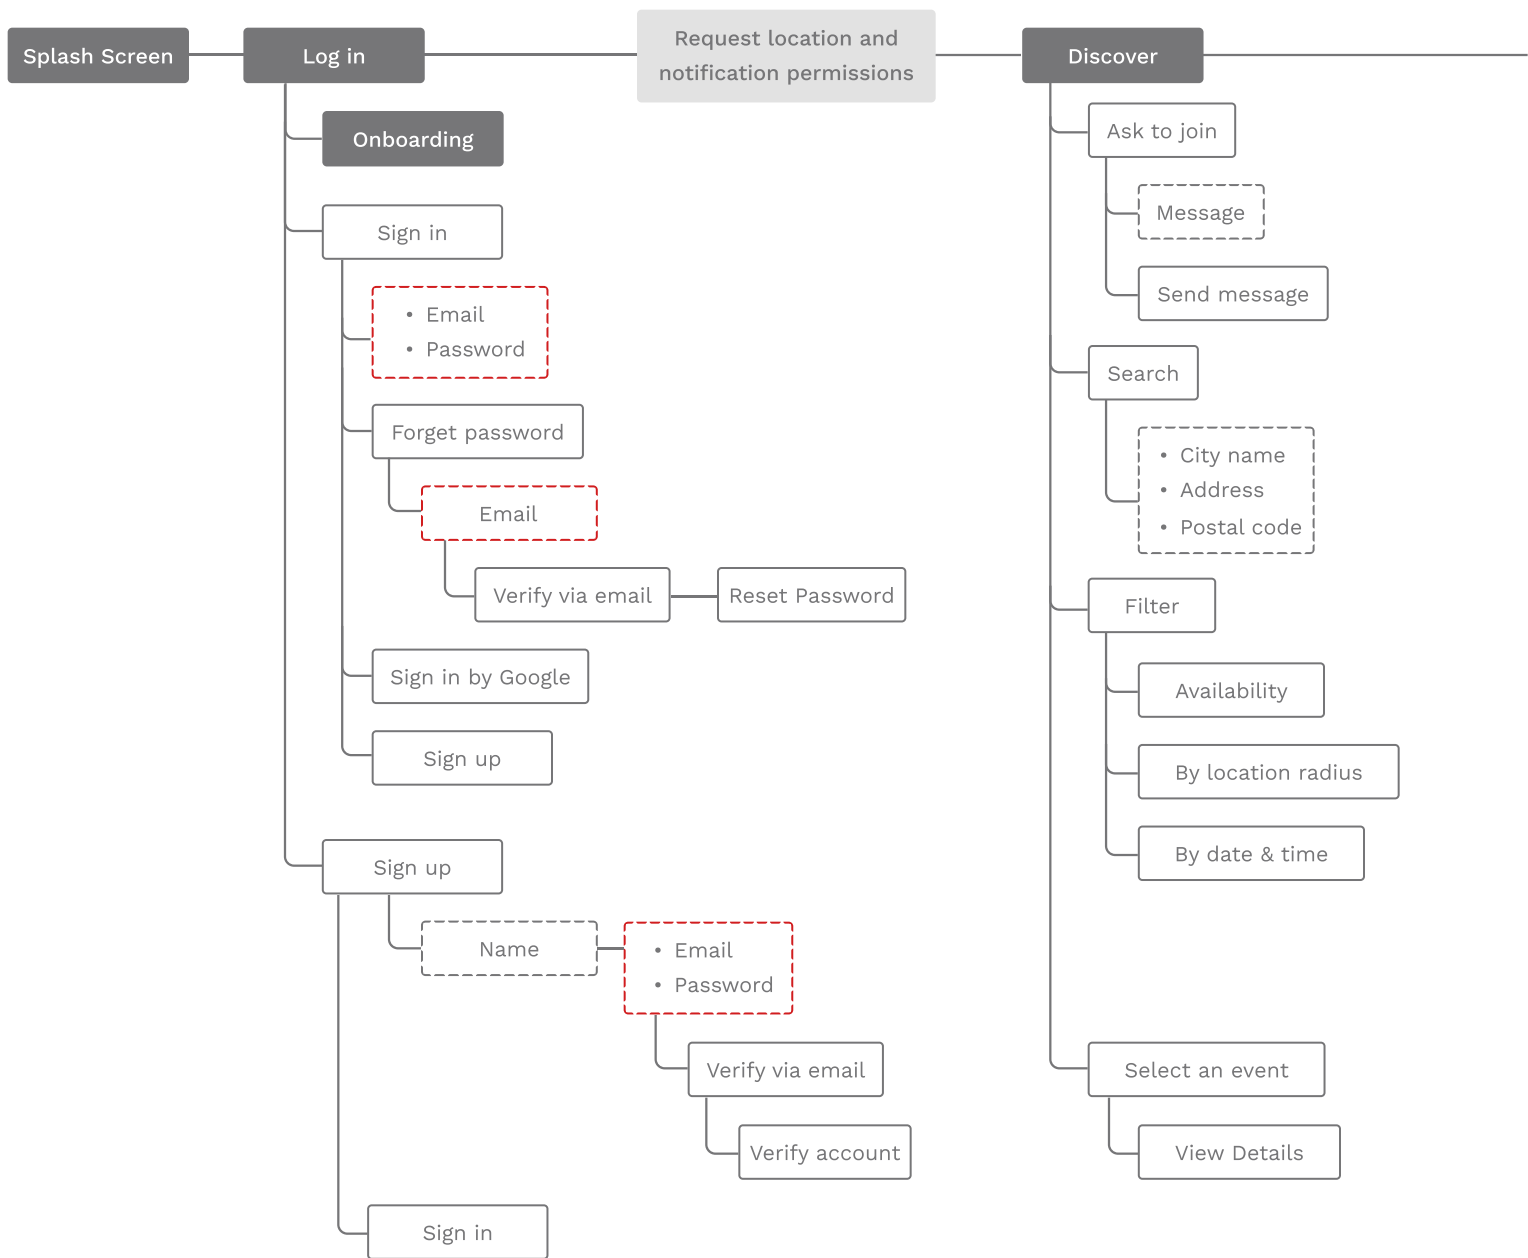 Splash Screen
Log in
Request location and
notification permissions
Discover
Onboarding
Sign in
• Email
• Password
Forget password
Email
Verify via email
Reset Password
Sign in by Google
Sign up
Sign up
Name
• Email
• Password
Verify via email
Verify account
Sign in
Ask to join
Message
Send message
Search
• City name
• Address
• Postal code
Filter
Availability
By location radius
By date & time
Select an event
View Details